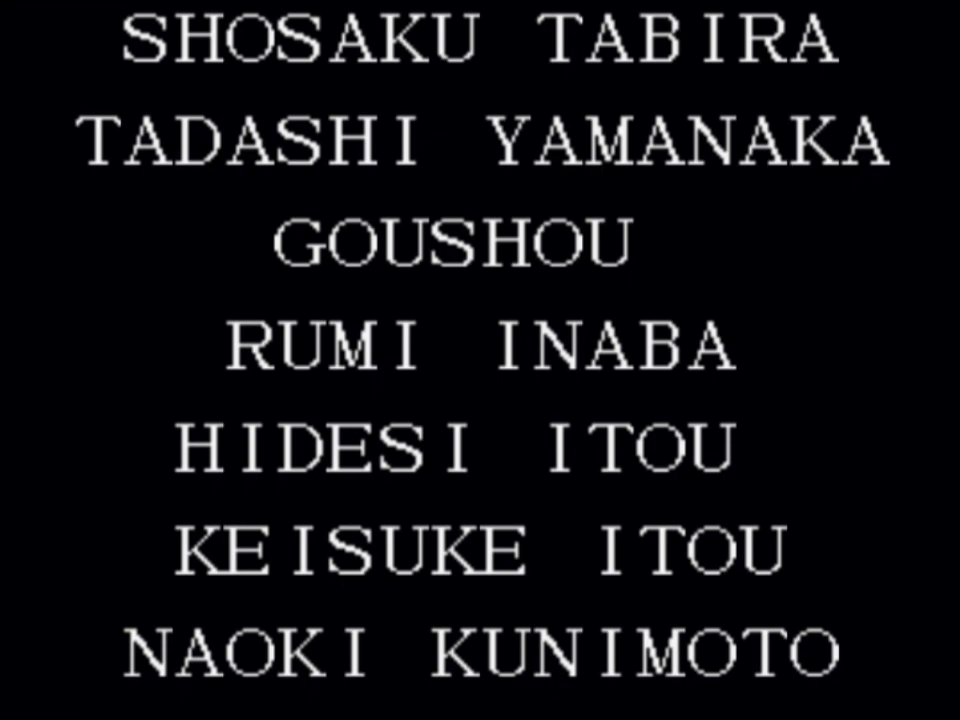 SHOSAKU TABIRA
TADASHI YAMANAKA
GOUSHOU
RUMI INABA
HIDESI ITOU
KEISUKE ITOU
NAOKI KUNIMOTO